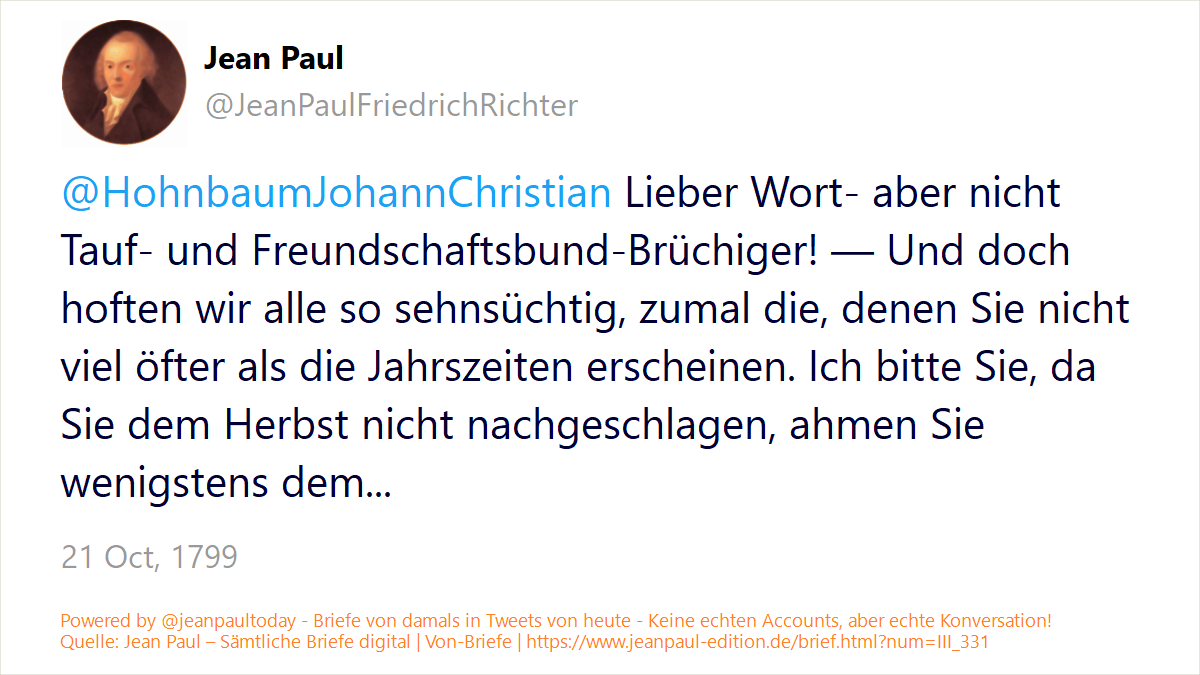 Jean Paul
@JeanPaulFriedrichRichter
@HohnbaumJohannChristian Lieber Wort- aber nicht
Tauf- und Freundschaftsbund-Brüchiger! — Und doch
hoften wir alle so sehnsüchtig, zumal die, denen Sie nicht
viel öfter als die Jahrszeiten erscheinen. Ich bitte Sie, da
Sie dem Herbst nicht nachgeschlagen, ahmen Sie
wenigstens dem...
21 Oct, 1799
Powered by @jeanpaultoday - Briefe von damals in Tweets von heute - Keine echten Accounts, aber echte Konversation!
Quelle: Jean Paul – Sämtliche Briefe digital | Von-Briefe | https://www.jeanpaul-edition.de/brief.html?num=III_331